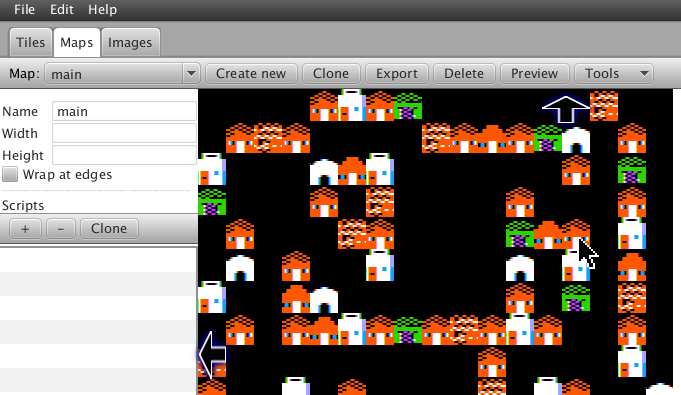 File Edit Help
Tiles Maps Images
Map: main Create new Clone Export Delete Preview Tools
Name main
Width
Height
Wrap at edges
Scripts
+ - Clone